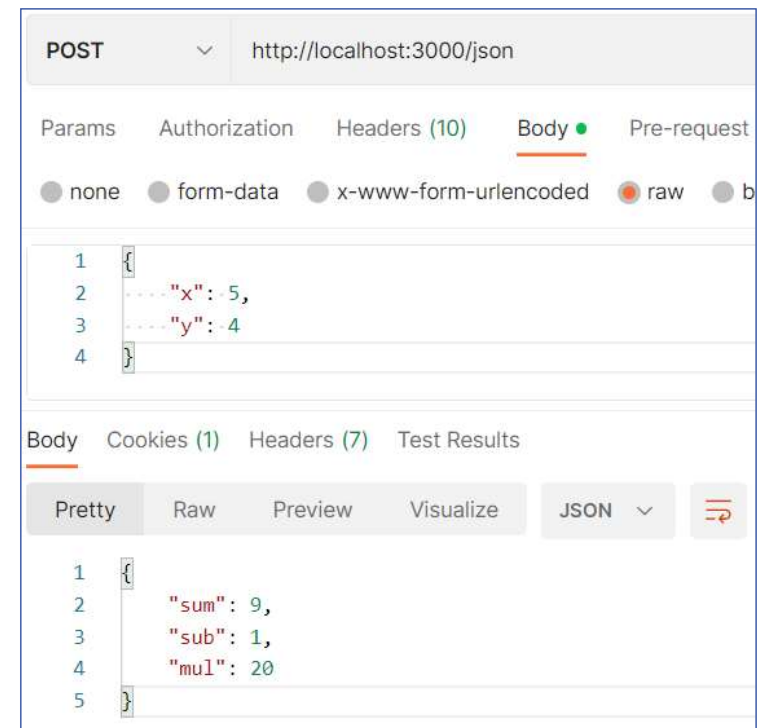 POST http://localhost:3000/json
Params Authorization Headers (10) Body Pre-request
none form-data x-www-form-urlencoded raw b
1 {
2 ····"x":·5,
3 ····"y":·4
4 }
Body Cookies (1) Headers (7) Test Results
Pretty Raw Preview Visualize JSON
1 {
2 "sum": 9,
3 "sub": 1,
4 "mul": 20
5 }